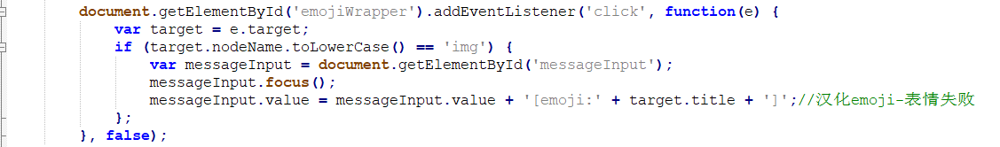 document.getElementById('emojiWrapper').addEventListener('click', function(e) {
var target = e.target;
if (target.nodeName.toLowerCase() == 'img') {
var messageInput = document.getElementById('messageInput');
messageInput.focus();
messageInput.value = messageInput.value + '[emoji:' + target.title + ']';//汉化emoji-表情失败
};
}, false);